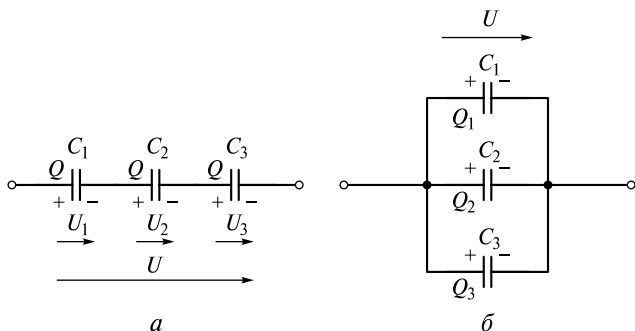 C1 C2 C3
Q Q Q
+ − + − + −
U1 U2 U3
U
а
U
C1
+ −
Q1
C2
+ −
Q2
C3
+ −
Q3
б